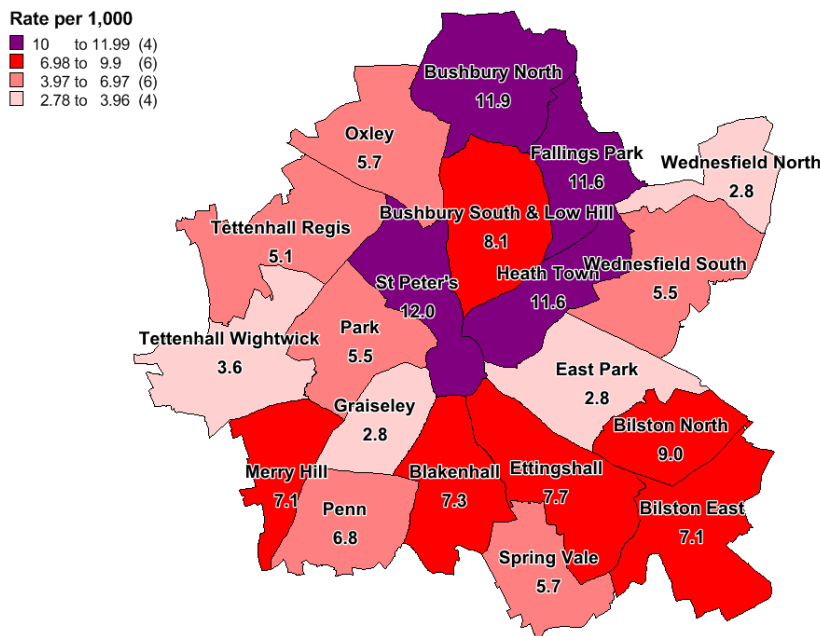 Rate per 1,000
10 to 11.99 (4)
6.98 to 9.9 (6)
3.97 to 6.97 (6)
2.78 to 3.96 (4)
Bushbury North
11.9
Oxley
5.7
Fallings Park
11.6
Wednesfield North
2.8
Tettenhall Regis
5.1
Bushbury South & Low Hill
8.1
St Peter's
12.0
Heath Town
11.6
Wednesfield South
5.5
Tettenhall Wightwick
3.6
Park
5.5
East Park
2.8
Graiseley
2.8
Bilston North
9.0
Merry Hill
7.1
Blakenhall
7.3
Ettingshall
7.7
Penn
6.8
Bilston East
7.1
Spring Vale
5.7